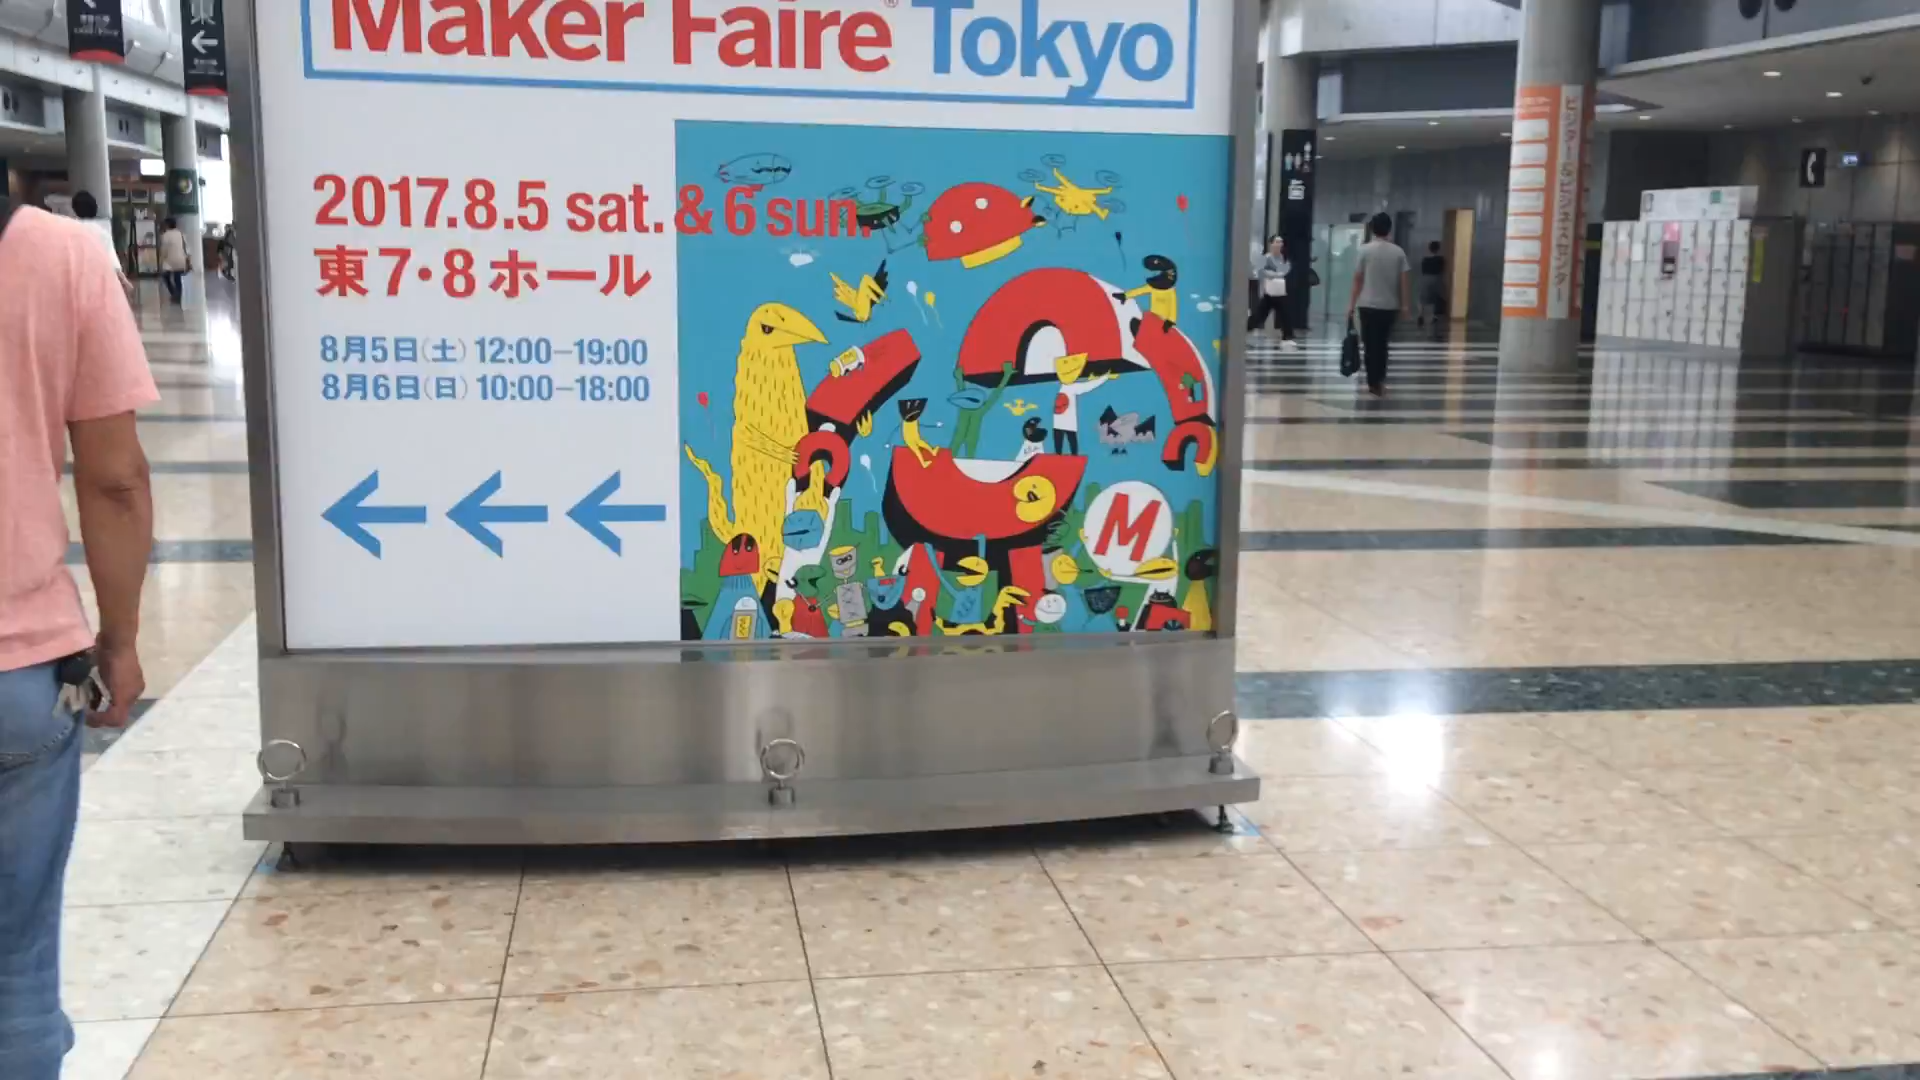 Maker Faire® Tokyo
2017.8.5 sat. & 6 sun.
東7・8ホール
8月5日(土) 12:00–19:00
8月6日(日) 10:00–18:00
M